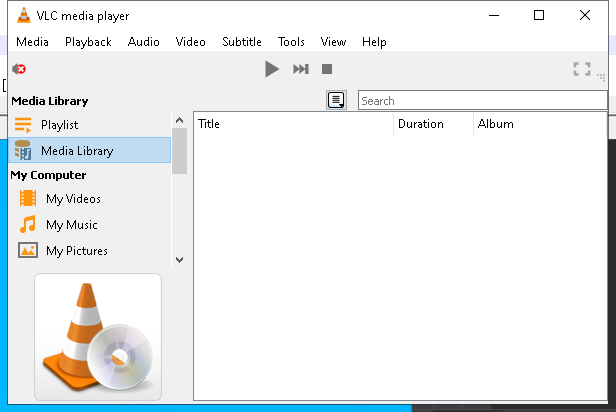 VLC media player
Media Playback Audio Video Subtitle Tools View Help
Media Library
Search
Playlist
Media Library
My Computer
My Videos
My Music
My Pictures
Title Duration Album